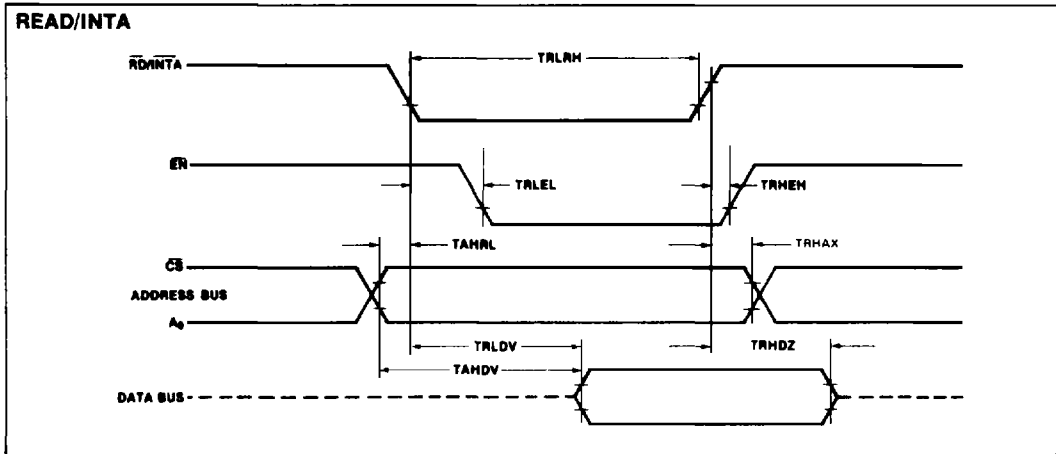 READ/INTA
TRLRH
RD/INTA
EN
TRLEL
TRHEH
TAHRL
TRHAX
CS
ADDRESS BUS
A0
TRLDV
TRHDZ
TAHDV
DATA BUS